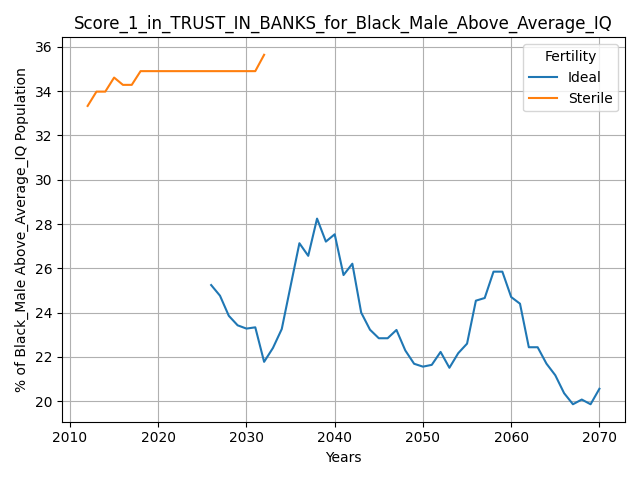 Score_1_in_TRUST_IN_BANKS_for_Black_Male_Above_Average_IQ
% of Black_Male Above_Average_IQ Population
36
34
32
30
28
26
24
22
20
Fertility
Ideal
Sterile
2010 2020 2030 2040 2050 2060 2070
Years